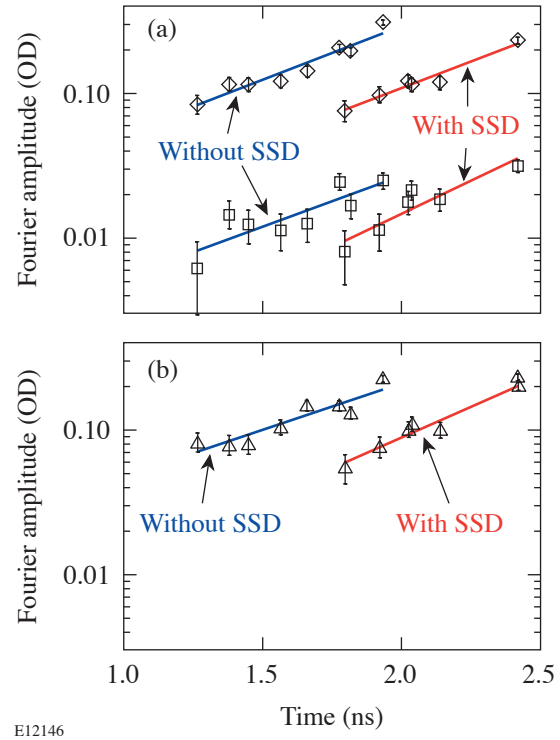 (a)
Fourier amplitude (OD)
0.10
0.01
Without SSD
With SSD
(b)
Fourier amplitude (OD)
0.10
0.01
Without SSD
With SSD
1.0
1.5
2.0
2.5
Time (ns)
E12146